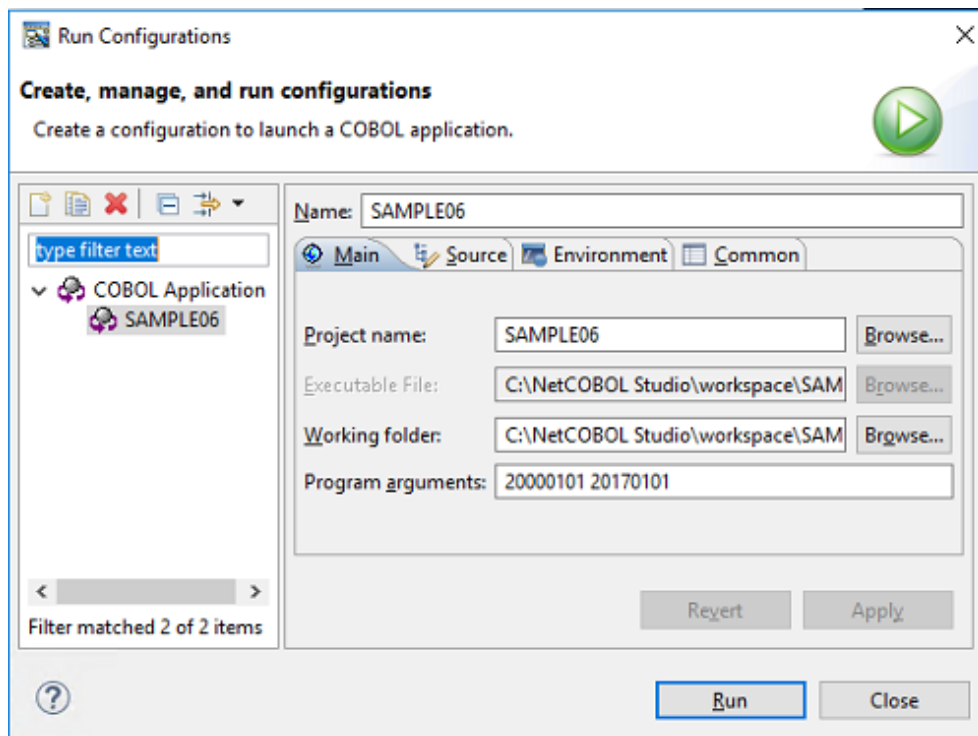 Run Configurations
Create, manage, and run configurations
Create a configuration to launch a COBOL application.
type filter text
COBOL Application
SAMPLE06
Filter matched 2 of 2 items
Name: SAMPLE06
Main Source Environment Common
Project name: SAMPLE06 Browse...
Executable File: C:\NetCOBOL Studio\workspace\SAM Browse...
Working folder: C:\NetCOBOL Studio\workspace\SAM Browse...
Program arguments: 20000101 20170101
Revert Apply
Run Close